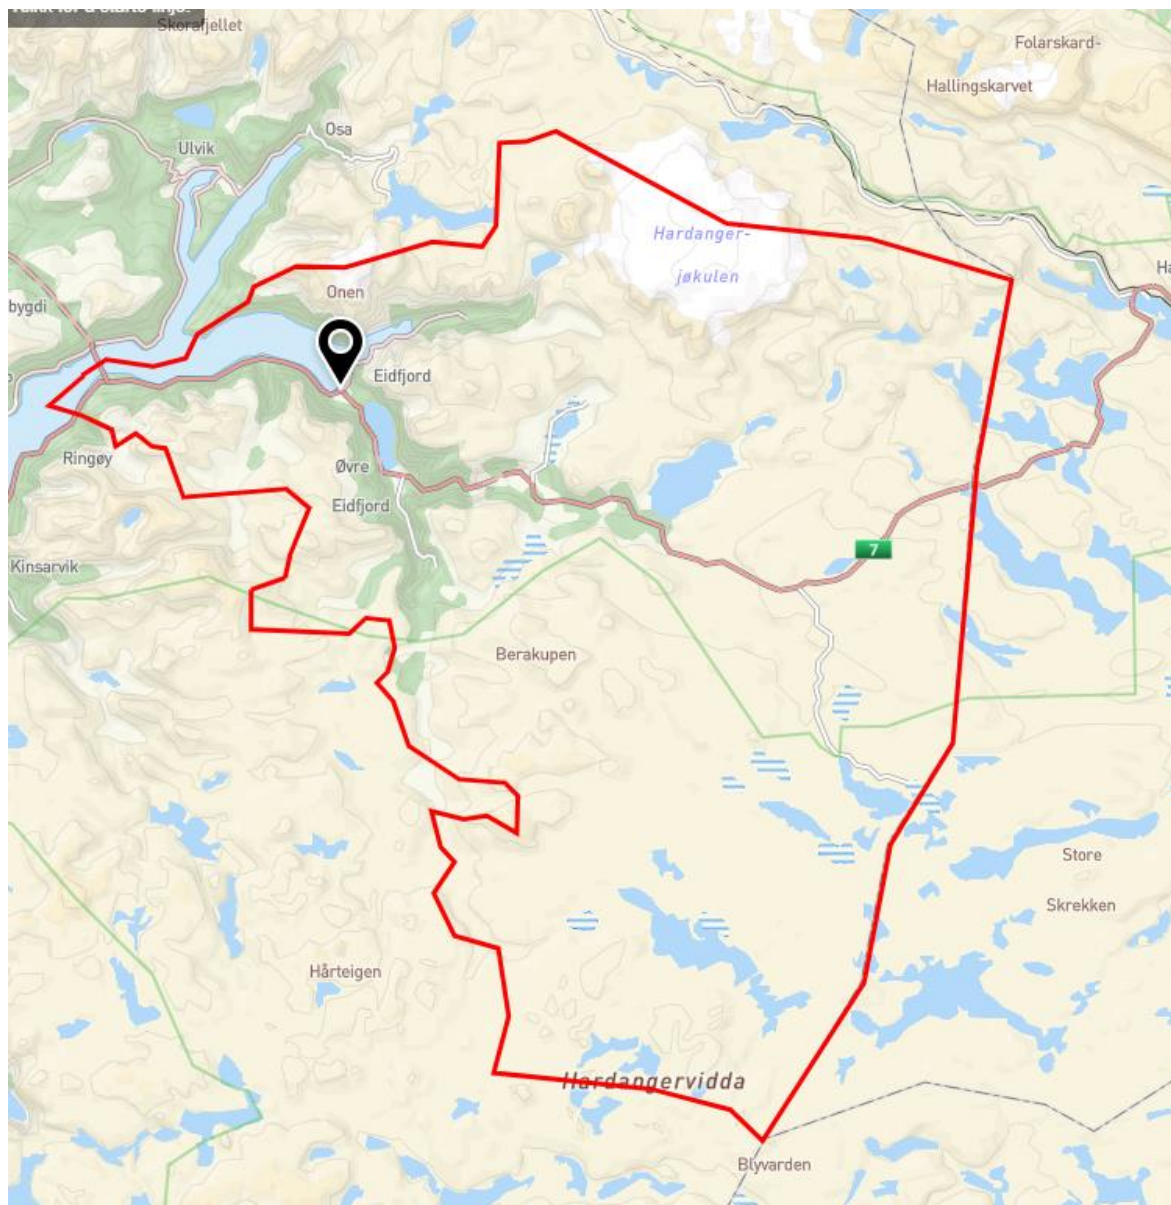 Skorafjellet
Folarskard-
Hallingskarvet
Osa
Ulvik
Hardanger-
jøkulen
Ha
Onen
bygdi
Eidfjord
Ringøy
Øvre
Eidfjord
7
Kinsarvik
Berakupen
Store
Skrekken
Hårteigen
Hardangervidda
Blyvarden